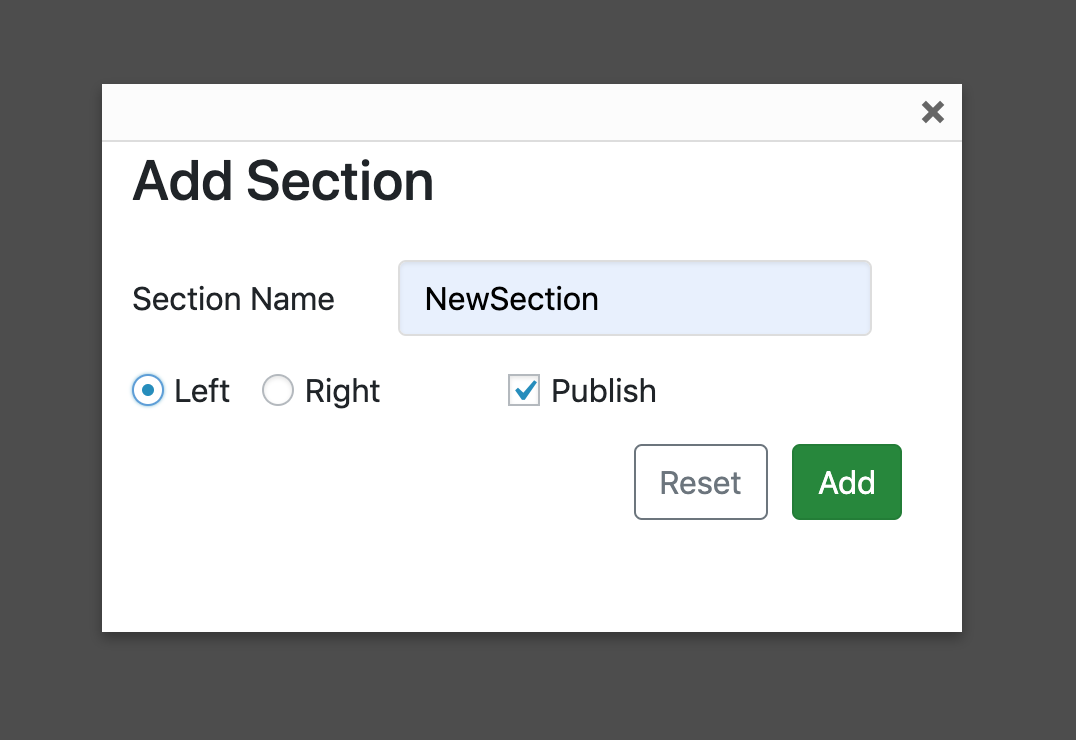 Add Section
Section Name NewSection
Left Right Publish
Reset Add